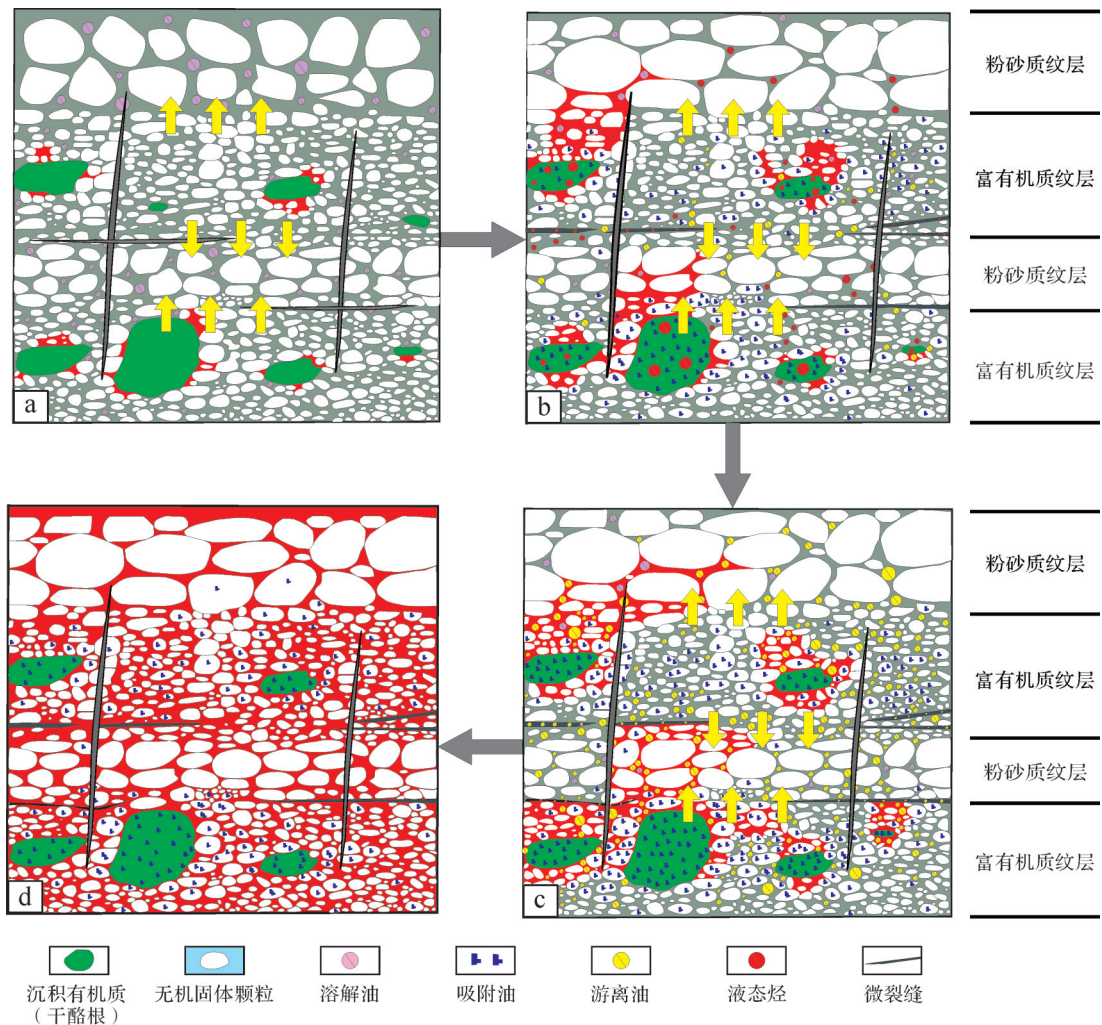 a
b
粉砂质纹层
富有机质纹层
粉砂质纹层
富有机质纹层
d
c
粉砂质纹层
富有机质纹层
粉砂质纹层
富有机质纹层
沉积有机质
（干酪根）
无机固体颗粒
溶解油
吸附油
游离油
液态烃
微裂缝